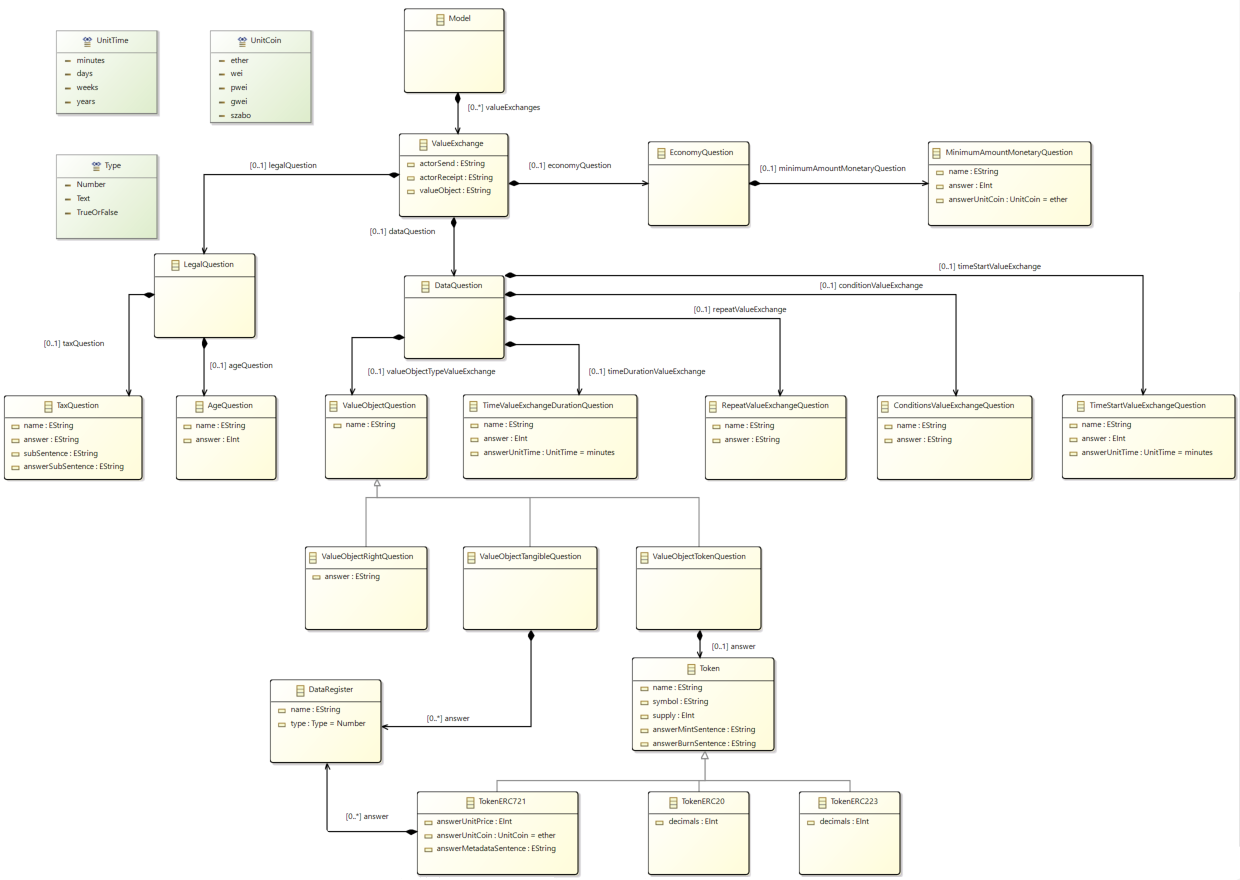 Model
UnitTime
minutes
days
weeks
years
UnitCoin
ether
wei
pwei
gwei
szabo
[0..*] valueExchanges
Type
Number
Text
TrueOrFalse
ValueExchange
actorSend : EString
actorReceipt : EString
valueObject : EString
[0..1] legalQuestion
[0..1] economyQuestion
EconomyQuestion
[0..1] minimumAmountMonetaryQuestion
MinimumAmountMonetaryQuestion
name : EString
answer : EInt
answerUnitCoin : UnitCoin = ether
[0..1] dataQuestion
LegalQuestion
DataQuestion
[0..1] timeStartValueExchange
[0..1] conditionValueExchange
[0..1] repeatValueExchange
[0..1] taxQuestion
[0..1] ageQuestion
[0..1] valueObjectTypeValueExchange
[0..1] timeDurationValueExchange
TaxQuestion
name : EString
answer : EString
subSentence : EString
answerSubSentence : EString
AgeQuestion
name : EString
answer : EInt
ValueObjectQuestion
name : EString
TimeValueExchangeDurationQuestion
name : EString
answer : EInt
answerUnitTime : UnitTime = minutes
RepeatValueExchangeQuestion
name : EString
answer : EString
ConditionsValueExchangeQuestion
name : EString
answer : EString
TimeStartValueExchangeQuestion
name : EString
answer : EInt
answerUnitTime : UnitTime = minutes
ValueObjectRightQuestion
answer : EString
ValueObjectTangibleQuestion
ValueObjectTokenQuestion
[0..1] answer
DataRegister
name : EString
type : Type = Number
[0..*] answer
Token
name : EString
symbol : EString
supply : EInt
answerMintSentence : EString
answerBurnSentence : EString
[0..*] answer
TokenERC721
answerUnitPrice : EInt
answerUnitCoin : UnitCoin = ether
answerMetadataSentence : EString
TokenERC20
decimals : EInt
TokenERC223
decimals : EInt